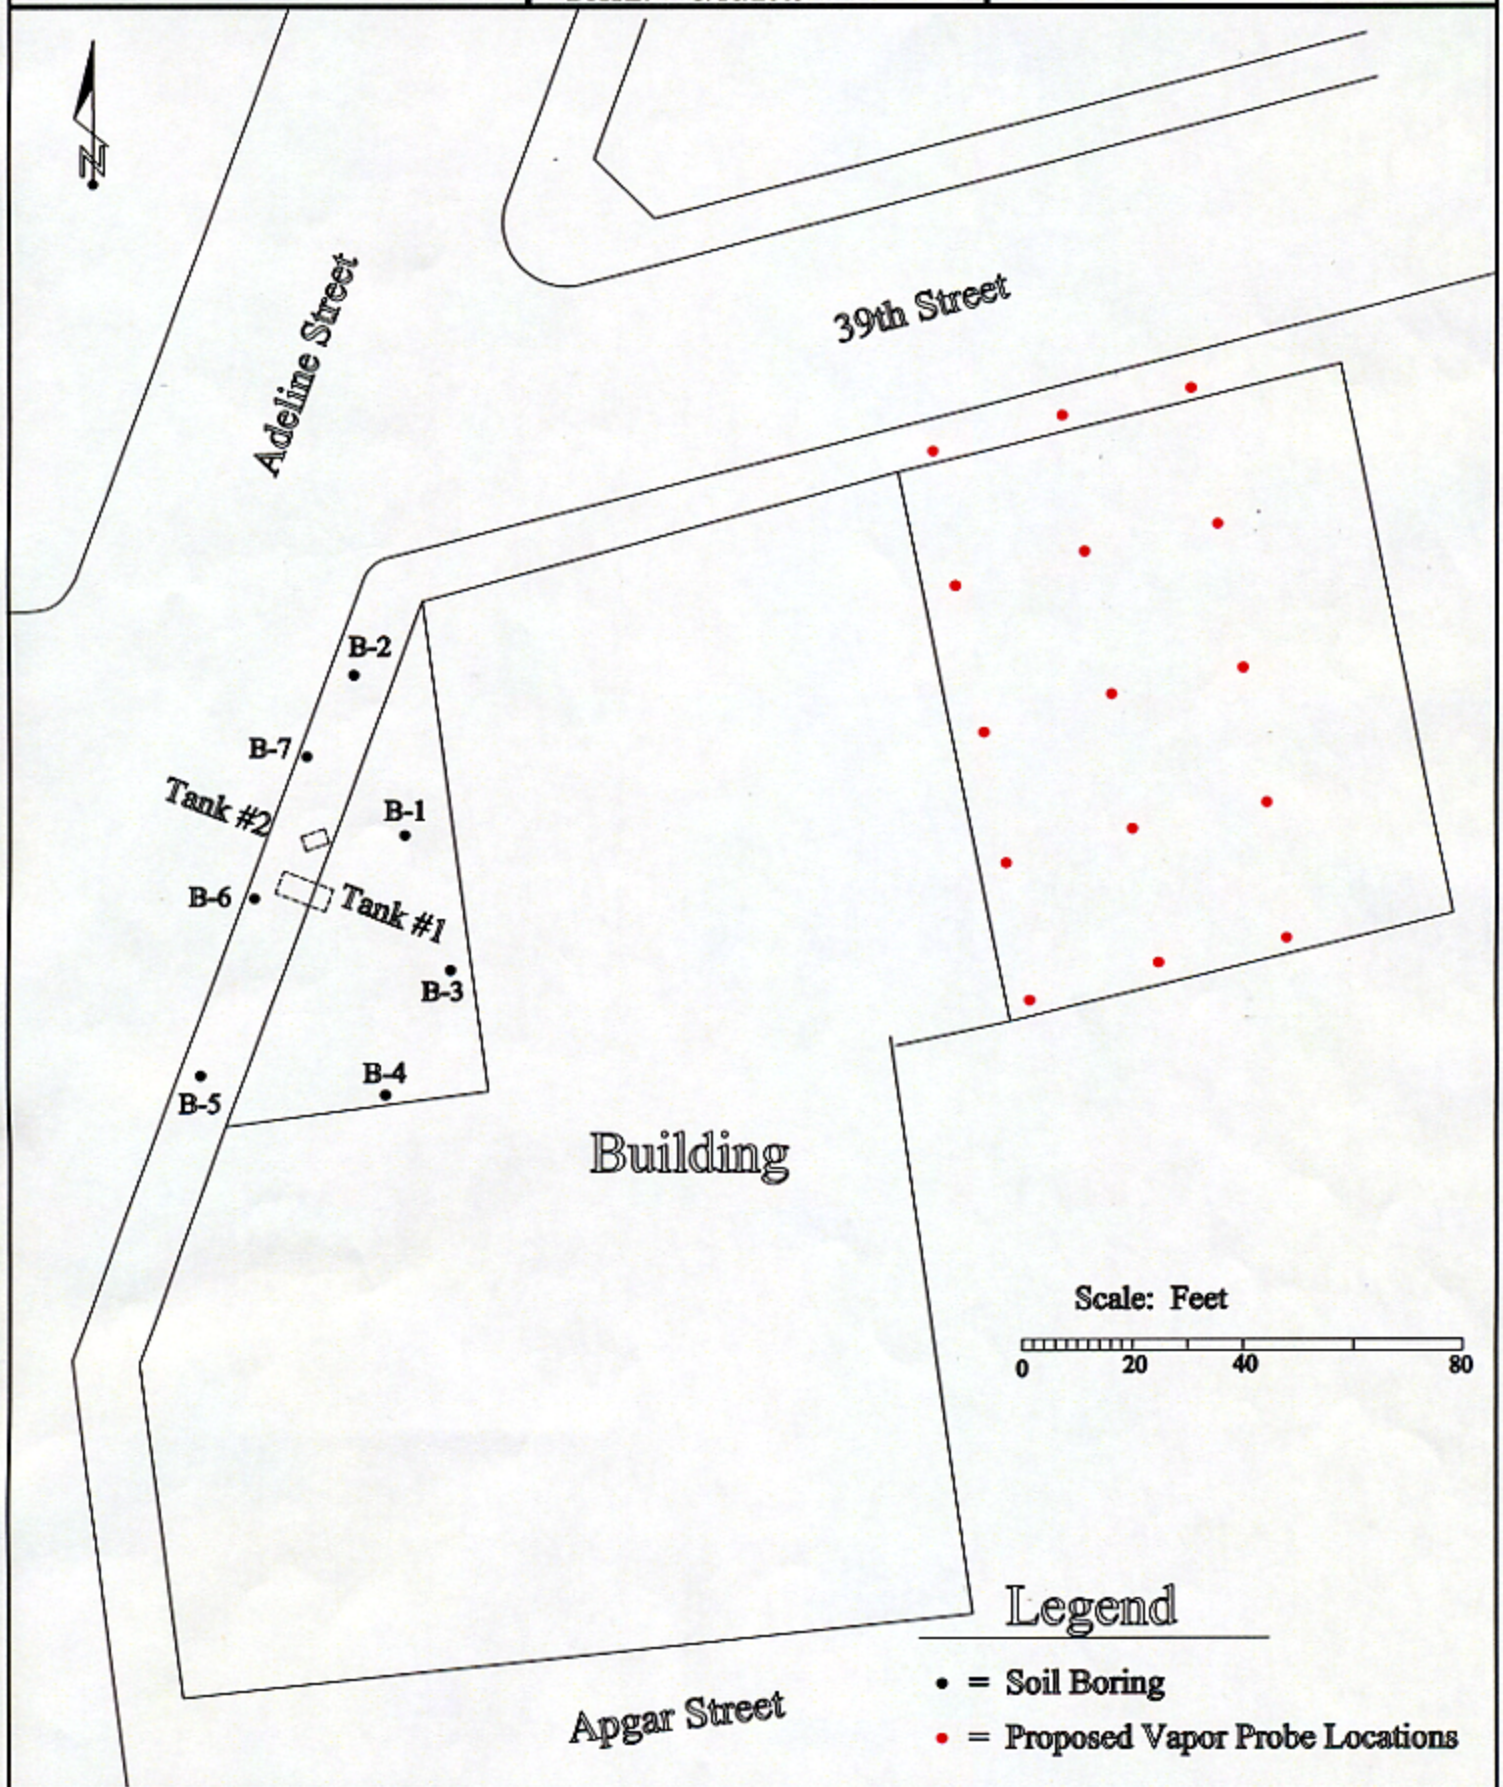 N
39th Street
Adeline Street
B-2
B-7
Tank #2
B-1
B-6
Tank #1
B-3
B-4
B-5
Building
Scale: Feet
0 20 40 80
Legend
= Soil Boring
= Proposed Vapor Probe Locations
Apgar Street